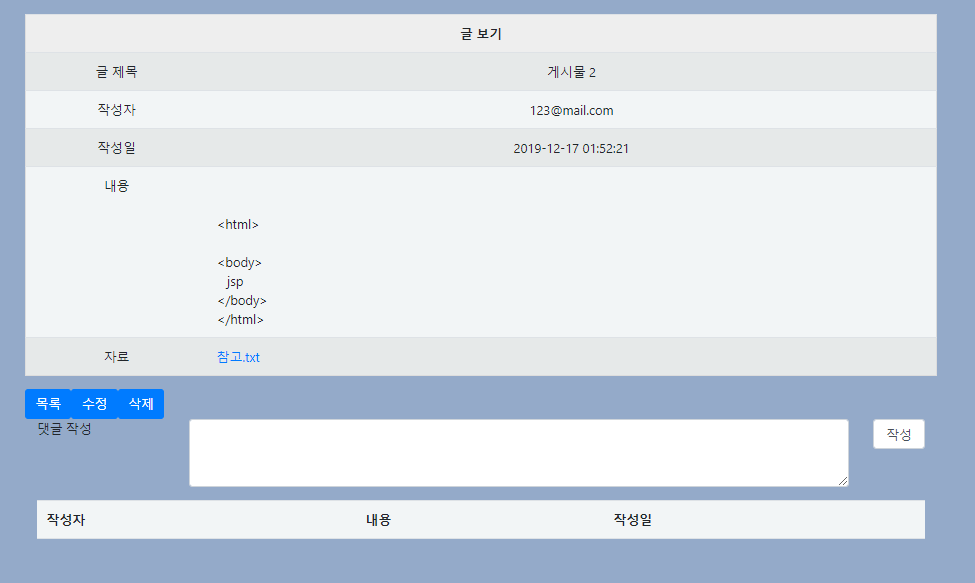 글 보기
글 제목 게시물 2
작성자 123@mail.com
작성일 2019-12-17 01:52:21
내용
<html>
<body>
jsp
</body>
</html>
자료 참고.txt
목록 수정 삭제
댓글 작성 작성
작성자 내용 작성일